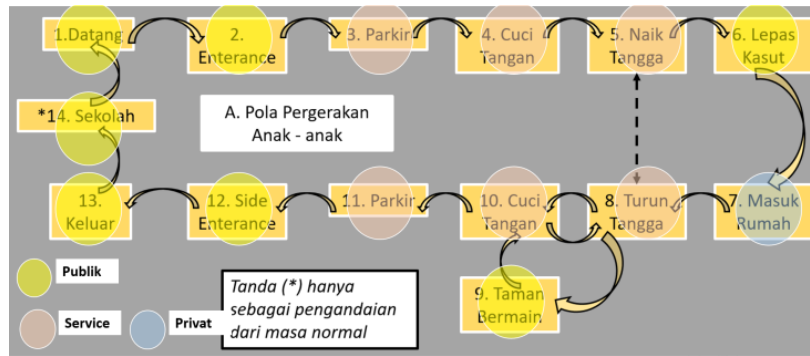 1.Datang
2.
Enterance
3. Parkir
4. Cuci
Tangan
5. Naik
Tangga
6. Lepas
Kasut
*14. Sekolah
A. Pola Pergerakan
Anak - anak
13.
Keluar
12. Side
Enterance
11. Parkir
10. Cuci
Tangan
8. Turun
Tangga
7. Masuk
Rumah
9. Taman
Bermain
Publik
Service
Privat
Tanda (*) hanya
sebagai pengandaian
dari masa normal